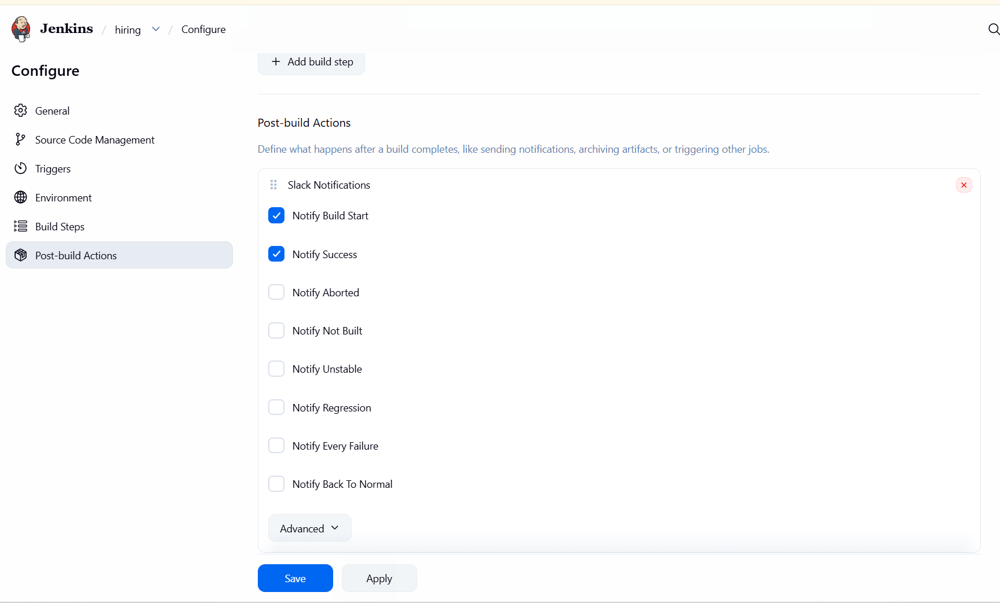 Jenkins / hiring / Configure
Configure
General
Source Code Management
Triggers
Environment
Build Steps
Post-build Actions
+ Add build step
Post-build Actions
Define what happens after a build completes, like sending notifications, archiving artifacts, or triggering other jobs.
Slack Notifications
Notify Build Start
Notify Success
Notify Aborted
Notify Not Built
Notify Unstable
Notify Regression
Notify Every Failure
Notify Back To Normal
Advanced
Save
Apply